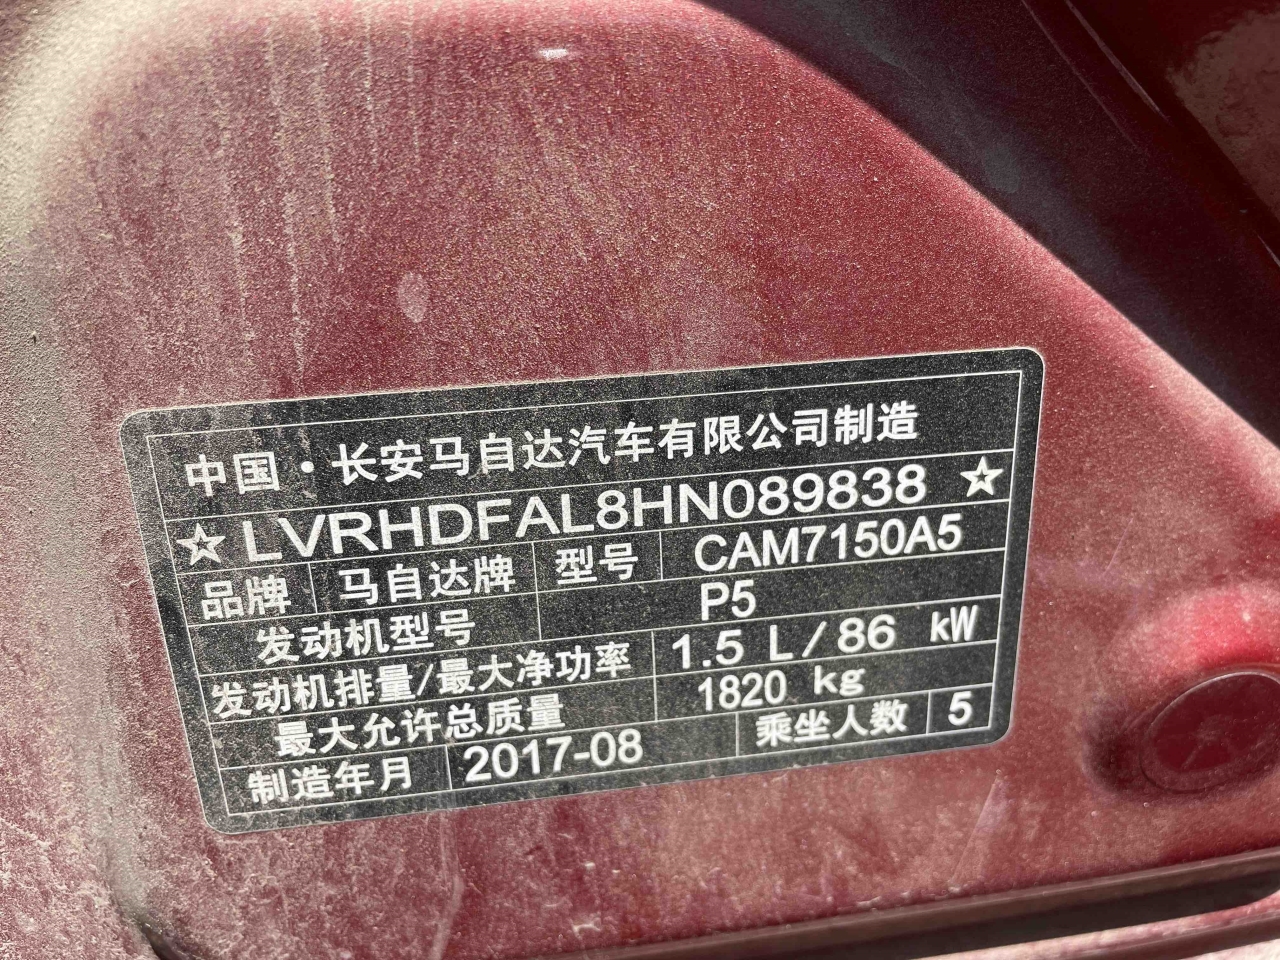 中国·长安马自达汽车有限公司制造
☆LVRHDFAL8HN089838☆
品牌 马自达牌 型号 CAM7150A5
发动机型号 P5
发动机排量/最大净功率 1.5 L/86 kW
最大允许总质量 1820 kg
制造年月 2017-08 乘坐人数 5